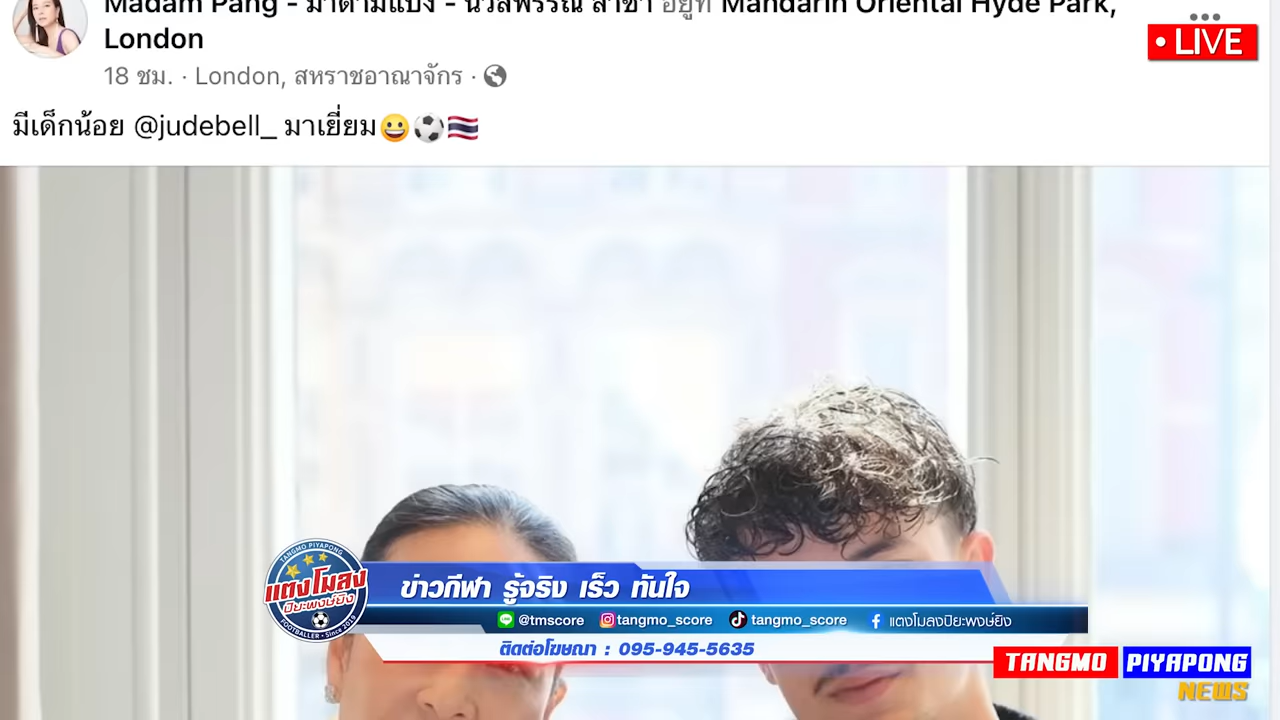 Madam Pang - มาดามแป้ง - นวลพรรณ ล่ำซำ อยู่ที่ Mandarin Oriental Hyde Park,
London
LIVE
18 ชม. · London, สหราชอาณาจักร ·
มีเด็กน้อย @judebell_ มาเยี่ยม😀⚽🇹🇭
TANGMO PIYAPONG
แตงโมลง
ปิยะพงษ์ยิง
FOOTBALLER • Since 2019
ข่าวกีฬา รู้จริง เร็ว ทันใจ
@tmscore tangmo_score tangmo_score แตงโมลงปิยะพงษ์ยิง
ติดต่อโฆษณา : 095-945-5635
TANGMO PIYAPONG
NEWS